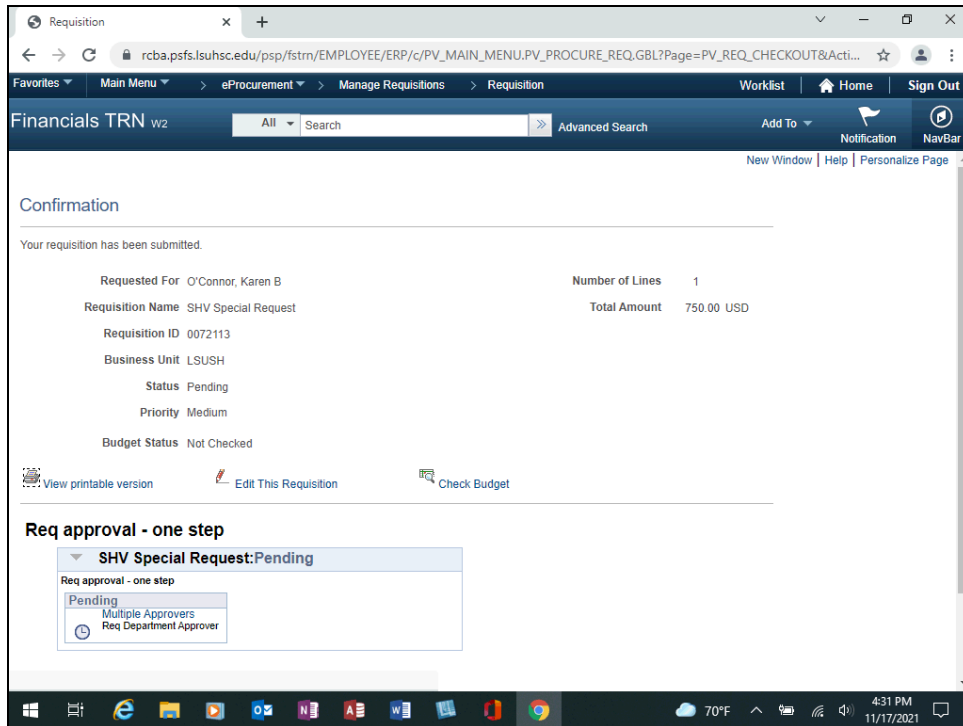 Requisition
rcba.psfs.lsuhsc.edu/psp/fstrn/EMPLOYEE/ERP/c/PV_MAIN_MENU.PV_PROCURE_REQ.GBL?Page=PV_REQ_CHECKOUT&Acti...
Favorites Main Menu > eProcurement > Manage Requisitions > Requisition Worklist Home Sign Out
Financials TRN W2 All Search Advanced Search Add To Notification NavBar
New Window | Help | Personalize Page
Confirmation
Your requisition has been submitted.
Requested For O'Connor, Karen B Number of Lines 1
Requisition Name SHV Special Request Total Amount 750.00 USD
Requisition ID 0072113
Business Unit LSUSH
Status Pending
Priority Medium
Budget Status Not Checked
View printable version Edit This Requisition Check Budget
Req approval - one step
SHV Special Request:Pending
Req approval - one step
Pending
Multiple Approvers
Req Department Approver
70°F 4:31 PM
11/17/2021